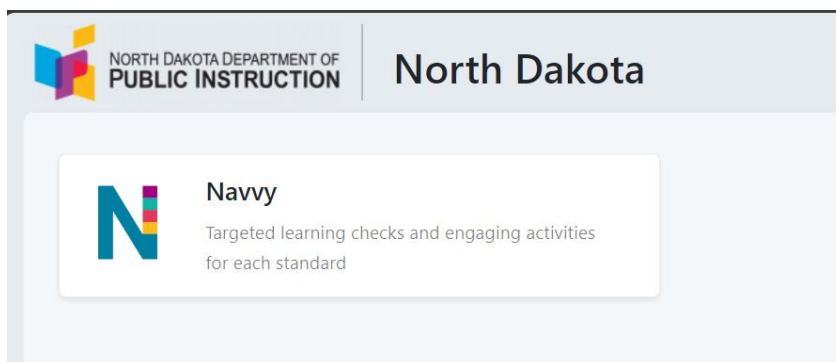 NORTH DAKOTA DEPARTMENT OF
PUBLIC INSTRUCTION
North Dakota
N
Navvy
Targeted learning checks and engaging activities
for each standard